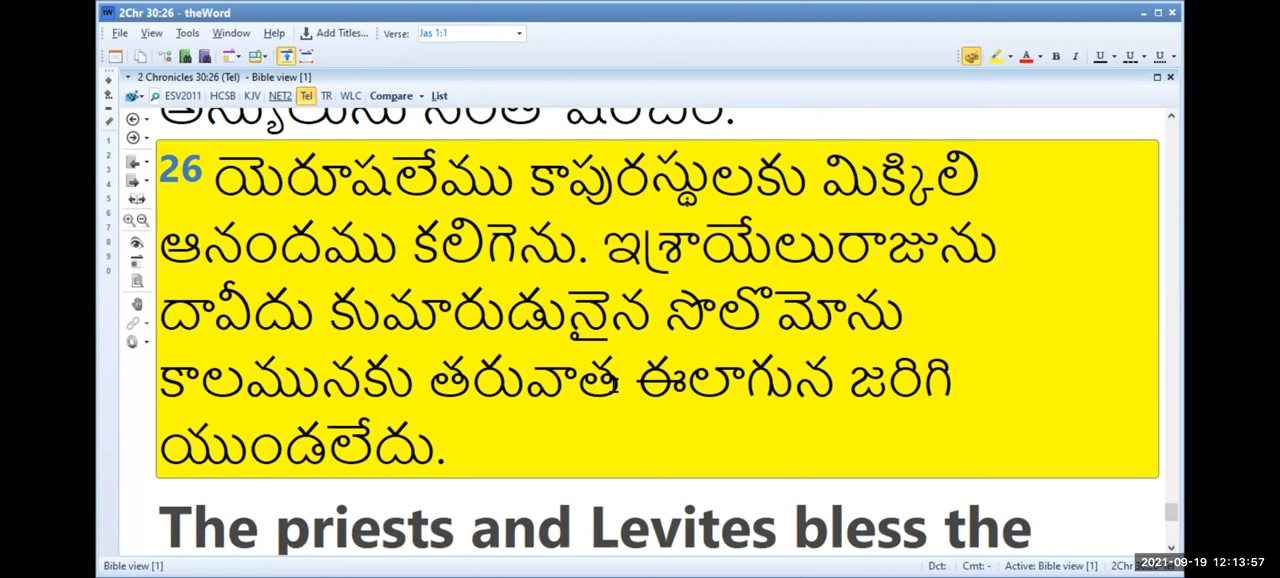 2Chr 30:26 - theWord
File View Tools Window Help Add Titles... Verse: Jas 1:1
B I U U U
2 Chronicles 30:26 (Tel) - Bible view [1]
ESV2011 HCSB KJV NET2 Tel TR WLC Compare List
26 యెరూషలేము కాపురస్థులకు మిక్కిలి
ఆనందము కలిగెను. ఇశ్రాయేలురాజును
దావీదు కుమారుడునైన సొలొమోను
కాలమునకు తరువాత ఈలాగున జరిగి
యుండలేదు.
The priests and Levites bless the
Bible view [1] Dct: Cmt: - Active: Bible view [1] 2Chr
2021-09-19 12:13:57